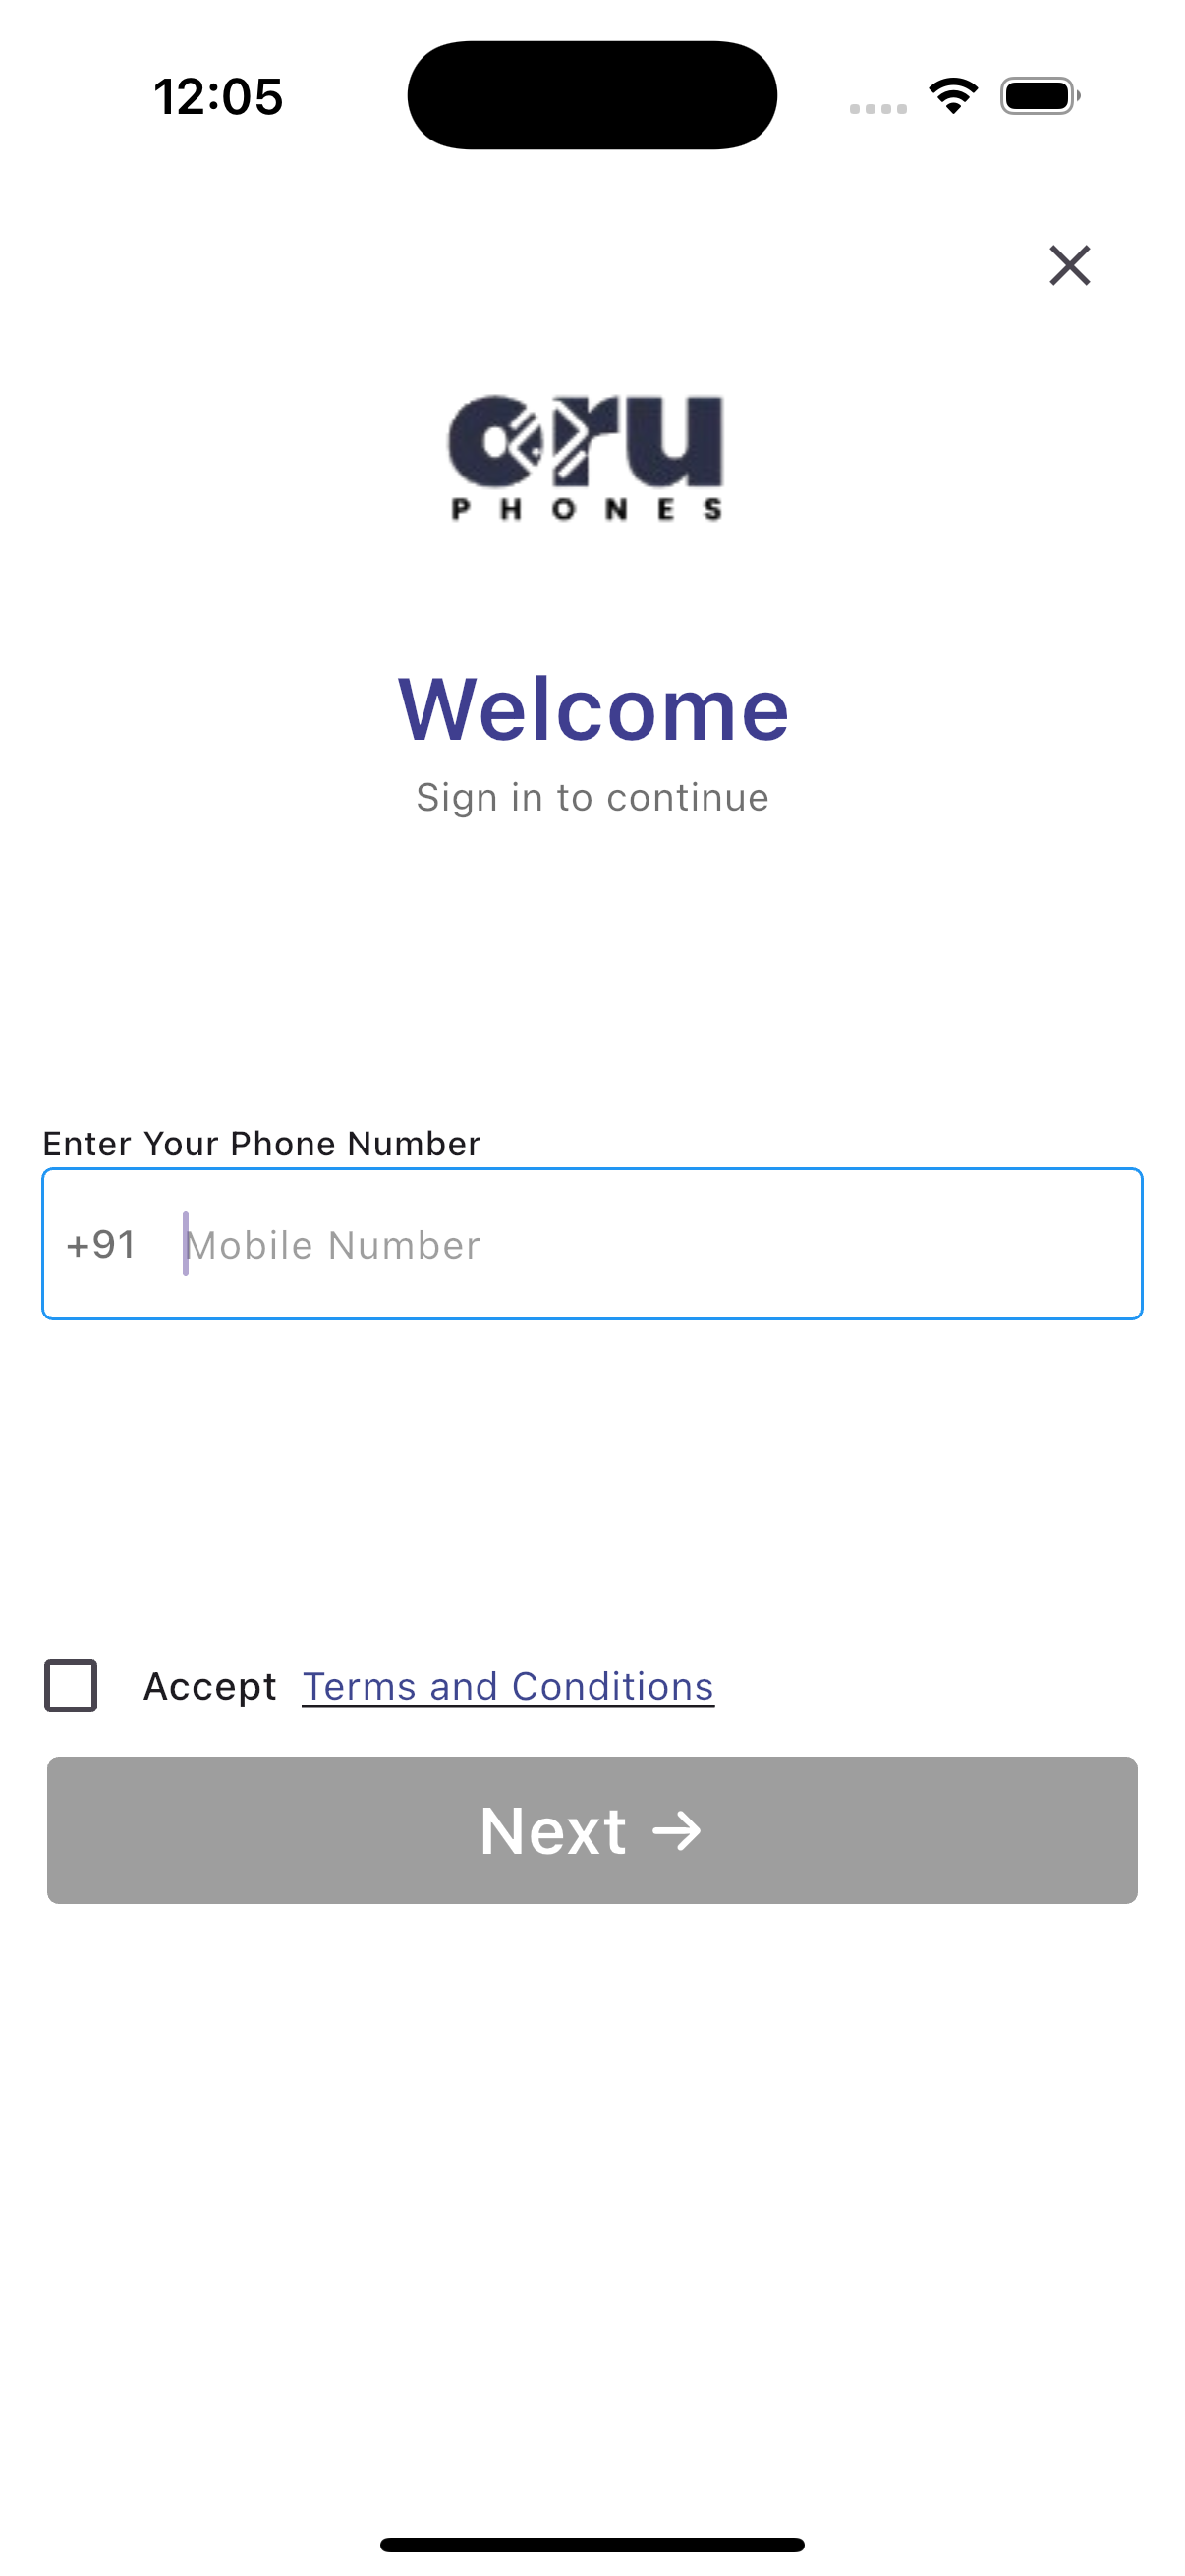 12:05
oru
PHONES
Welcome
Sign in to continue
Enter Your Phone Number
+91 Mobile Number
Accept Terms and Conditions
Next →